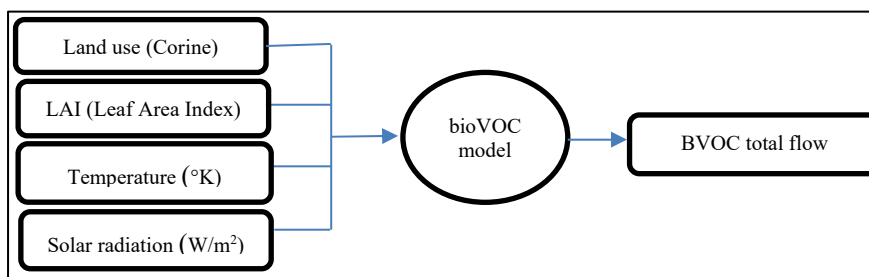 Land use (Corine)
LAI (Leaf Area Index)
Temperature (°K)
Solar radiation (W/m²)
bioVOC
model
BVOC total flow